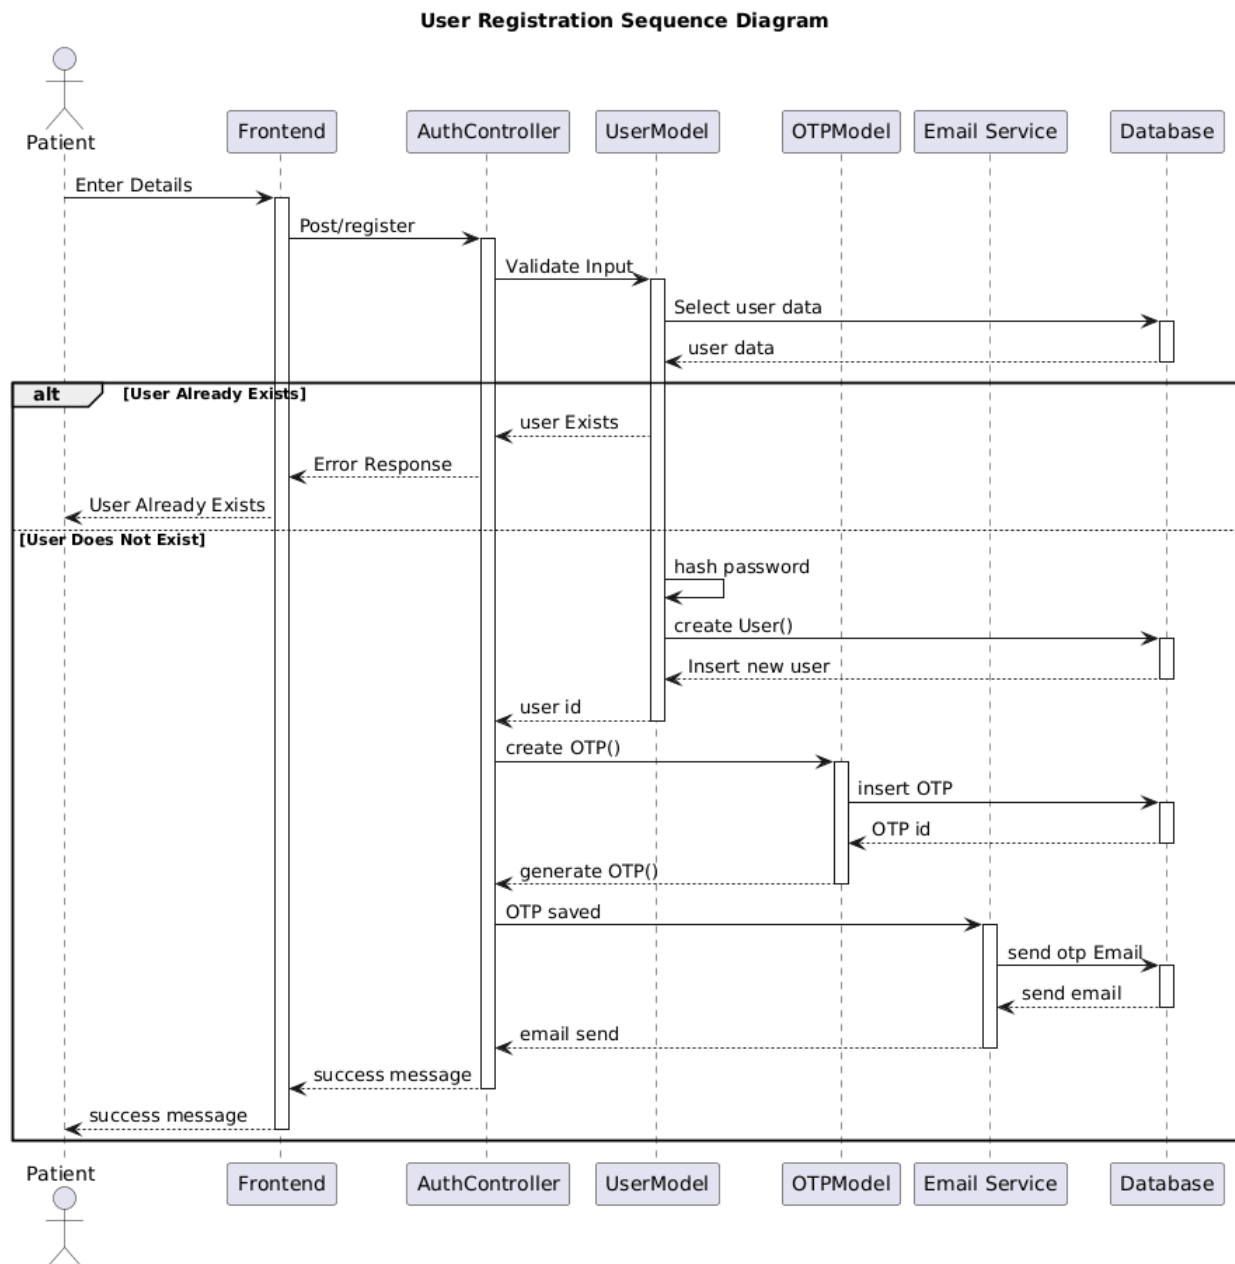 User Registration Sequence Diagram
Patient
Frontend
AuthController
UserModel
OTPModel
Email Service
Database
Enter Details
Post/register
Validate Input
Select user data
user data
alt
[User Already Exists]
user Exists
Error Response
User Already Exists
[User Does Not Exist]
hash password
create User()
Insert new user
user id
create OTP()
insert OTP
OTP id
generate OTP()
OTP saved
send otp Email
send email
email send
success message
success message
Patient
Frontend
AuthController
UserModel
OTPModel
Email Service
Database